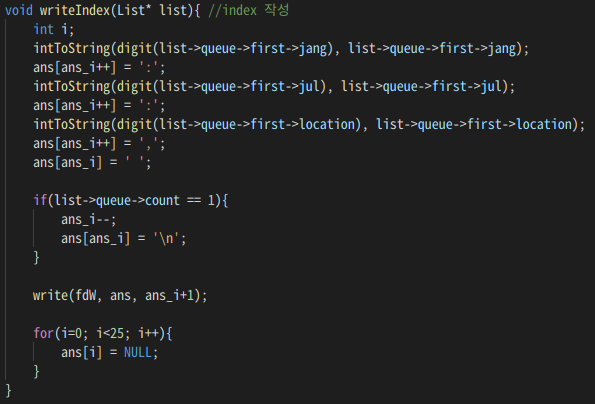 void writeIndex(List* list){ //index 작성
    int i;
    intToString(digit(list->queue->first->jang), list->queue->first->jang);
    ans[ans_i++] = ':';
    intToString(digit(list->queue->first->jul), list->queue->first->jul);
    ans[ans_i++] = ':';
    intToString(digit(list->queue->first->location), list->queue->first->location);
    ans[ans_i++] = ',';
    ans[ans_i] = ' ';

    if(list->queue->count == 1){
        ans_i--;
        ans[ans_i] = '\n';
    }

    write(fdW, ans, ans_i+1);

    for(i=0; i<25; i++){
        ans[i] = NULL;
    }
}